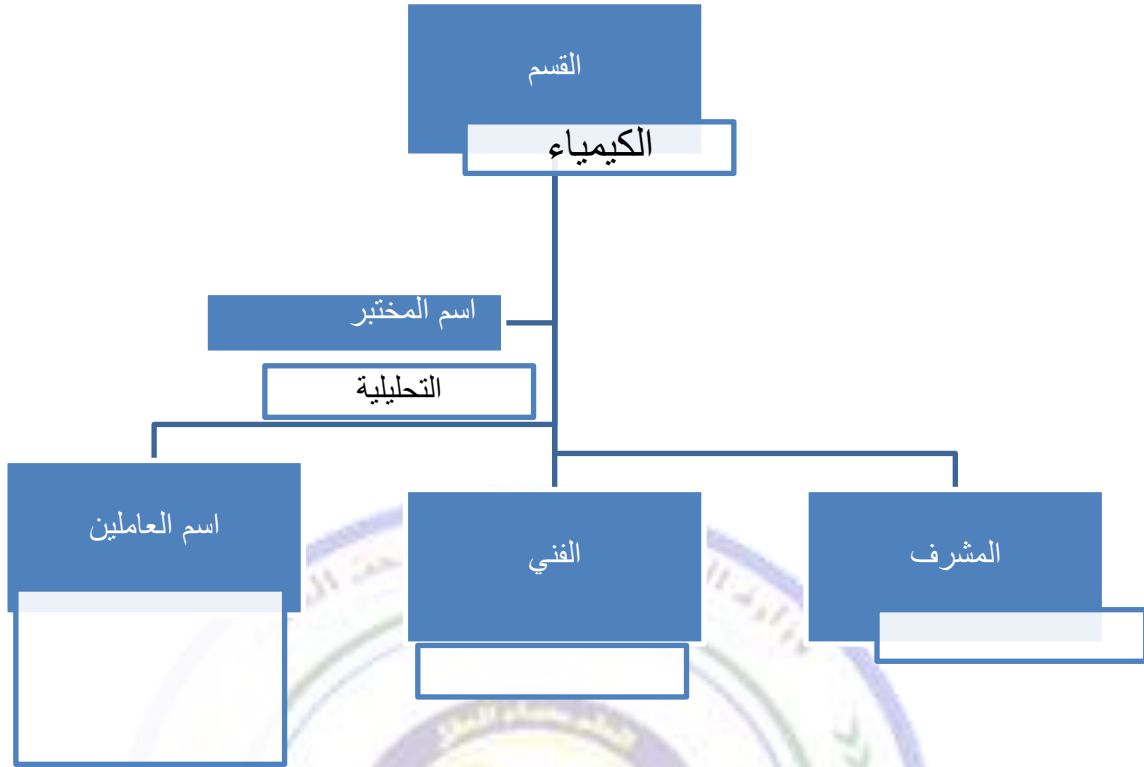 القسم
الكيمياء
اسم المختبر
التحليلية
المشرف
الفني
اسم العاملين